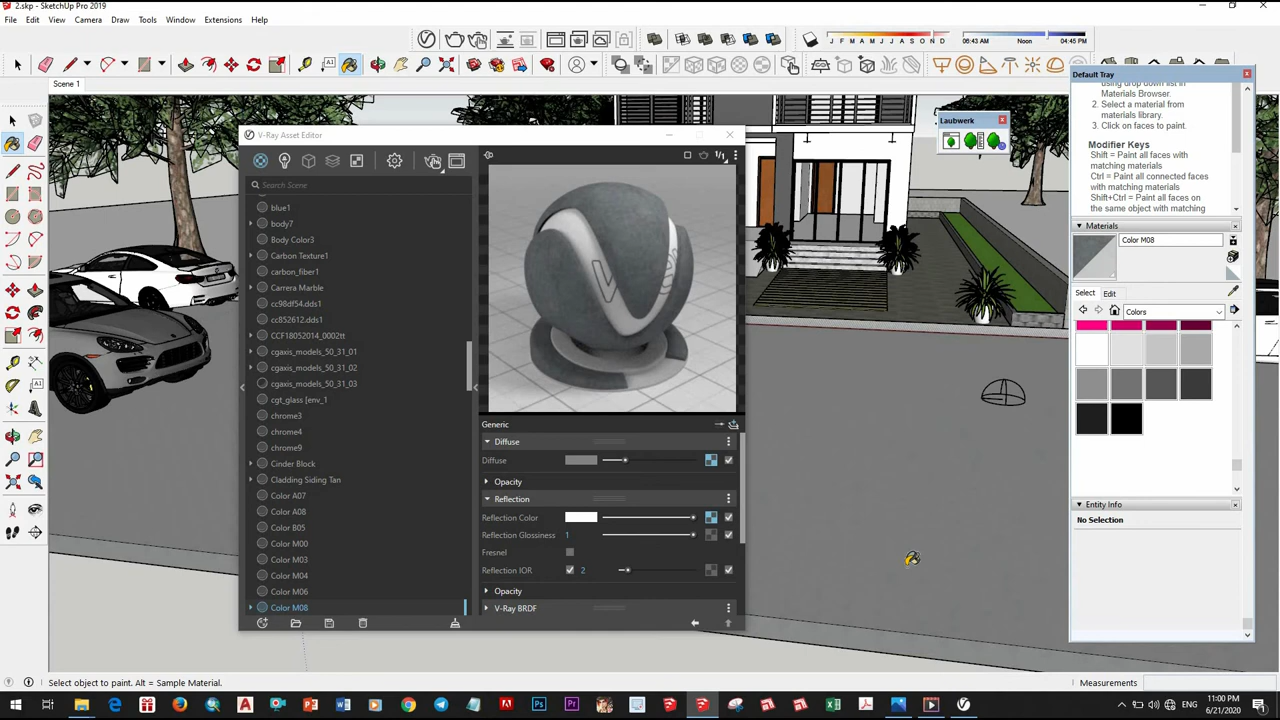 2.skp - SketchUp Pro 2019
File Edit View Camera Draw Tools Window Extensions Help
J F M A M J J A S O N D
06:43 AM Noon 04:45 PM
Scene 1
Default Tray
using drop down list in
Materials Browser.
2. Select a material from
materials library.
3. Click on faces to paint.
Modifier Keys
Shift = Paint all faces with
matching materials
Ctrl = Paint all connected faces
with matching materials
Shift+Ctrl = Paint all faces on
the same object with matching
Materials
Color M08
Select Edit
Colors
Entity Info
No Selection
Laubwerk
V-Ray Asset Editor
1/1
Search Scene
blue1
body7
Body Color3
Carbon Texture1
carbon_fiber1
Carrera Marble
cc98df54.dds1
cc852612.dds1
CCF18052014_0002tt
cgaxis_models_50_31_01
cgaxis_models_50_31_02
cgaxis_models_50_31_03
cgt_glass [env_1
chrome3
chrome4
chrome9
Cinder Block
Cladding Siding Tan
Color A07
Color A08
Color B05
Color M00
Color M03
Color M04
Color M06
Color M08
Generic
Diffuse
Diffuse
Opacity
Reflection
Reflection Color
Reflection Glossiness 1
Fresnel
Reflection IOR 2
Opacity
V-Ray BRDF
Select object to paint. Alt = Sample Material.
Measurements
11:00 PM
6/21/2020